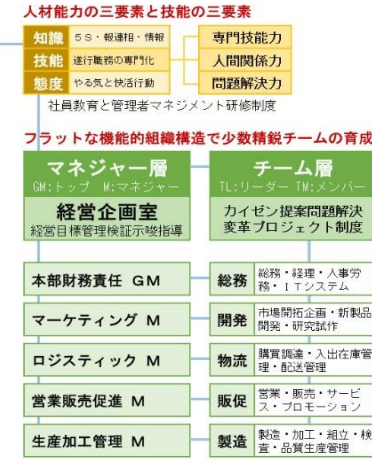 人材能力の三要素と技能の三要素
知識 5S・報連相・情報
技能 遂行職務の専門化
態度 やる気と快活行動
専門技能力
人間関係力
問題解決力
社員教育と管理者マネジメント研修制度
フラットな機能的組織構造で少数精鋭チームの育成
マネジャー層
GM:トップ M:マネジャー
経営企画室
経営目標管理検証示唆指導
チーム層
TL:リーダー TM:メンバー
カイゼン提案問題解決
変革プロジェクト制度
本部財務責任 GM
総務 総務・経理・人事労
務・ITシステム
マーケティング M
開発 市場開拓企画・新製品
開発・研究試作
ロジスティック M
物流 購買調達・入出在庫管
理・配送管理
営業販売促進 M
販促 営業・販売・サービ
ス・プロモーション
生産加工管理 M
製造 製造・加工・組立・検
査・品質生産管理